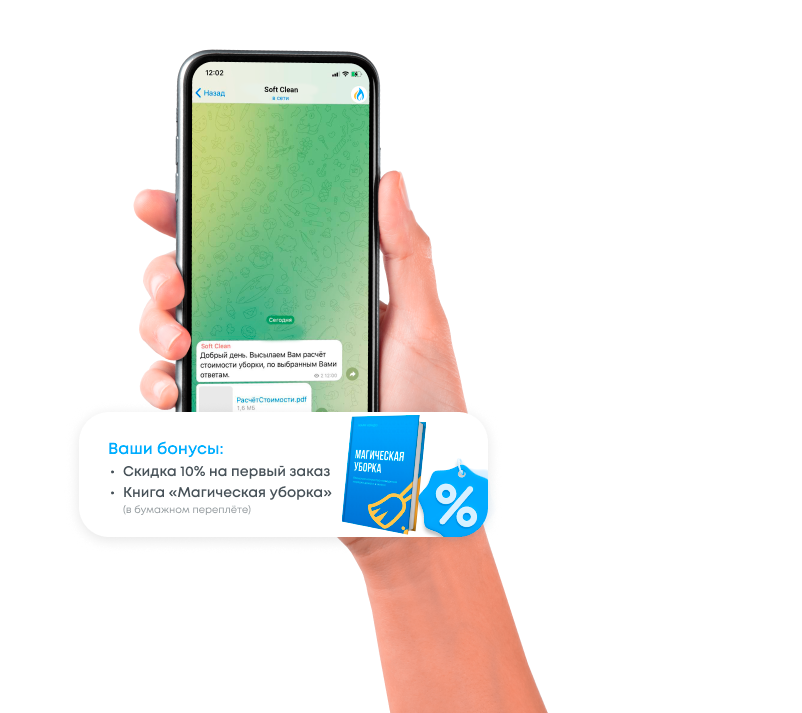 12:02
Назад
Soft Clean
в сети
Сегодня
Soft Clean
Добрый день. Высылаем Вам расчёт
стоимости уборки, по выбранным Вами
ответам.
2 12:00
РасчётСтоимости.pdf
1,8 МБ
Ваши бонусы:
• Скидка 10% на первый заказ
• Книга «Магическая уборка»
(в бумажном переплёте)
МАГИЧЕСКАЯ
УБОРКА
%